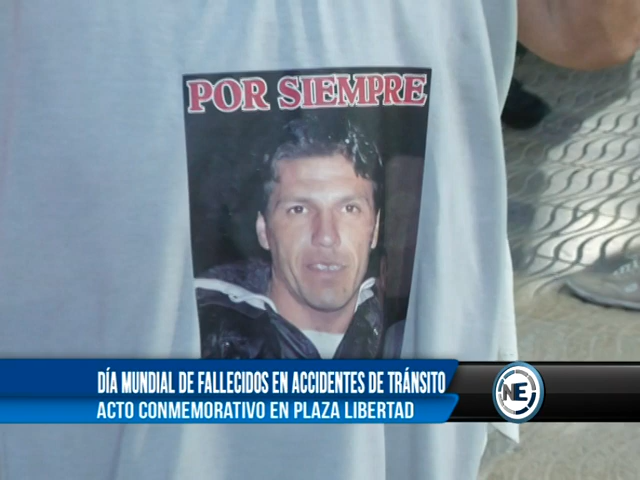 POR SIEMPRE
DÍA MUNDIAL DE FALLECIDOS EN ACCIDENTES DE TRÁNSITO
ACTO CONMEMORATIVO EN PLAZA LIBERTAD
NE